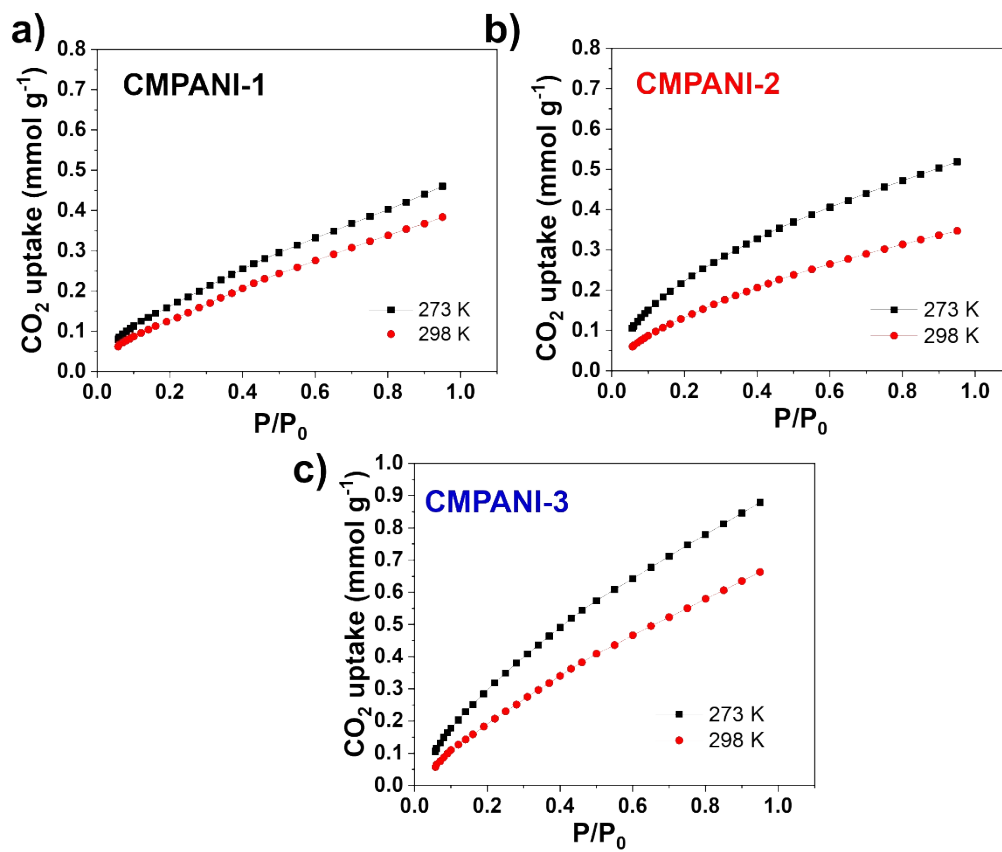 a)
CMPANI-1
CO₂ uptake (mmol g⁻¹)
0.8
0.7
0.6
0.5
0.4
0.3
0.2
0.1
0.0
273 K
298 K
0.0 0.2 0.4 0.6 0.8 1.0
P/P₀
b)
CMPANI-2
CO₂ uptake (mmol g⁻¹)
0.8
0.7
0.6
0.5
0.4
0.3
0.2
0.1
0.0
273 K
298 K
0.0 0.2 0.4 0.6 0.8 1.0
P/P₀
c)
CMPANI-3
CO₂ uptake (mmol g⁻¹)
1.0
0.9
0.8
0.7
0.6
0.5
0.4
0.3
0.2
0.1
0.0
273 K
298 K
0.0 0.2 0.4 0.6 0.8 1.0
P/P₀